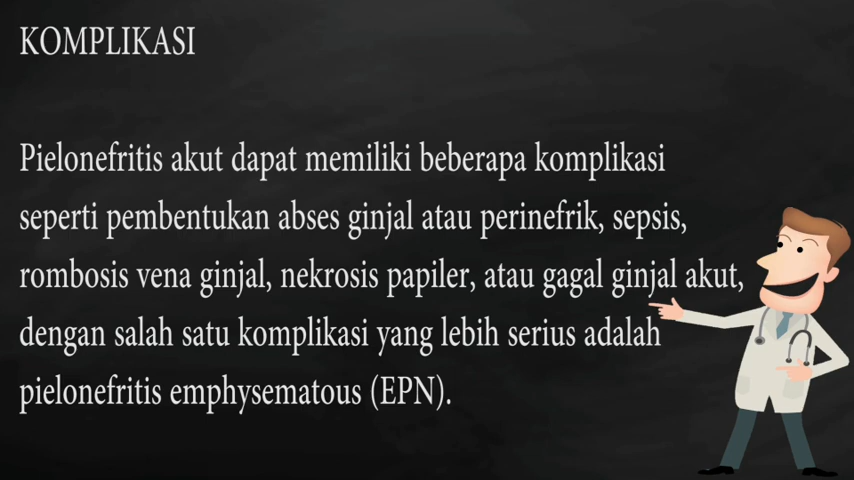 KOMPLIKASI
Pielonefritis akut dapat memiliki beberapa komplikasi
seperti pembentukan abses ginjal atau perinefrik, sepsis,
rombosis vena ginjal, nekrosis papiler, atau gagal ginjal akut,
dengan salah satu komplikasi yang lebih serius adalah
pielonefritis emphysematous (EPN).